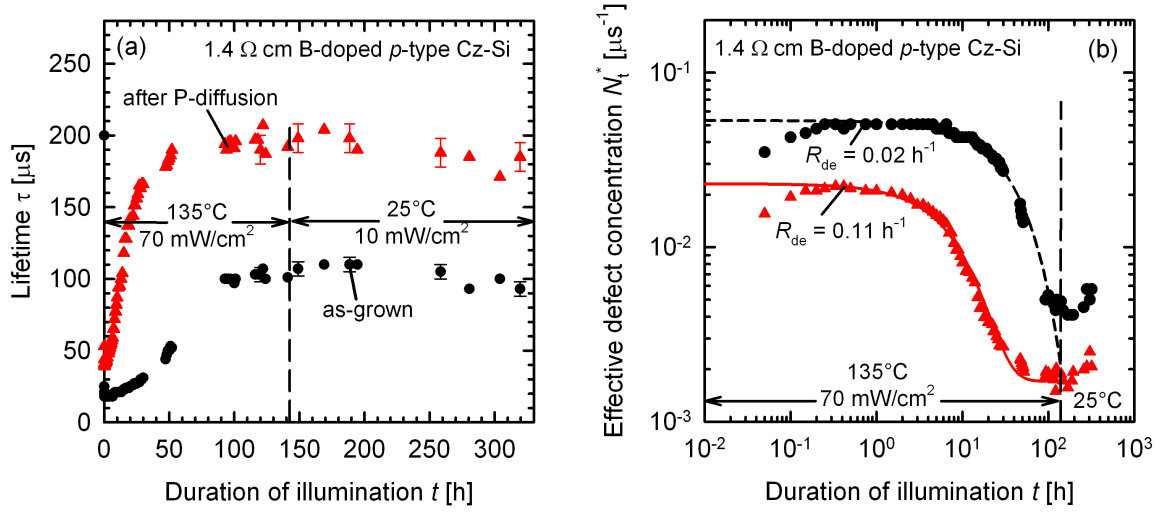 (a)
1.4 Ω cm B-doped p-type Cz-Si
after P-diffusion
135°C
70 mW/cm²
25°C
10 mW/cm²
as-grown
Lifetime τ [µs]
250
200
150
100
50
0
0 50 100 150 200 250 300
Duration of illumination t [h]
1.4 Ω cm B-doped p-type Cz-Si (b)
R_de = 0.02 h⁻¹
R_de = 0.11 h⁻¹
135°C
70 mW/cm²
25°C
Effective defect concentration N_t* [µs⁻¹]
10⁻¹
10⁻²
10⁻³
10⁻² 10⁻¹ 10⁰ 10¹ 10² 10³
Duration of illumination t [h]